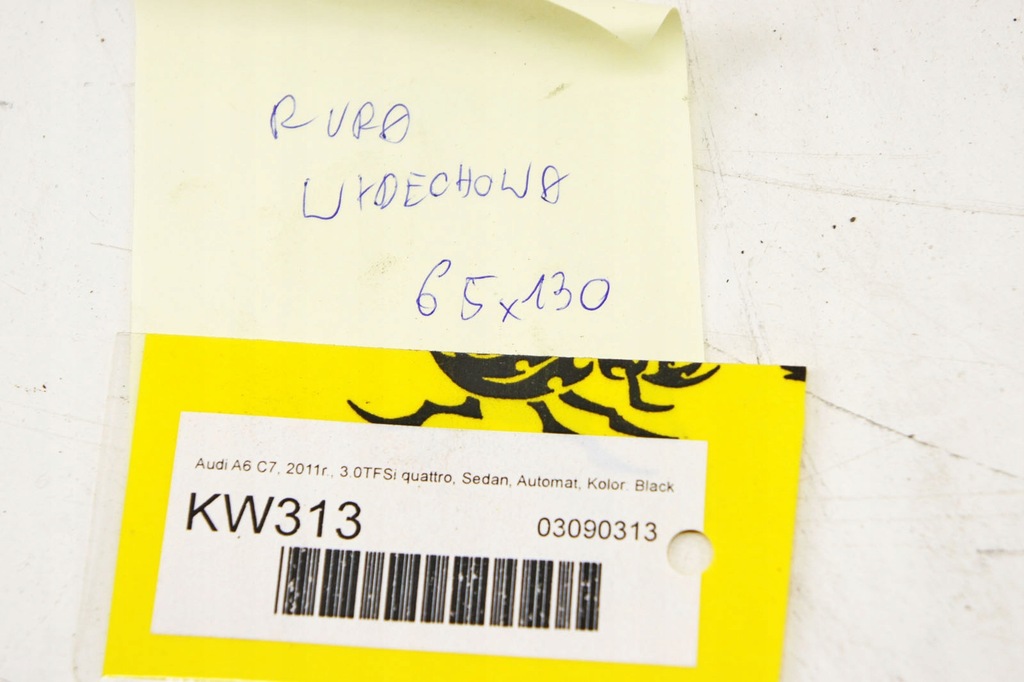 RURA
WYDECHOWA
65x130
Audi A6 C7, 2011r., 3.0TFSi quattro, Sedan, Automat, Kolor: Black
KW313
03090313